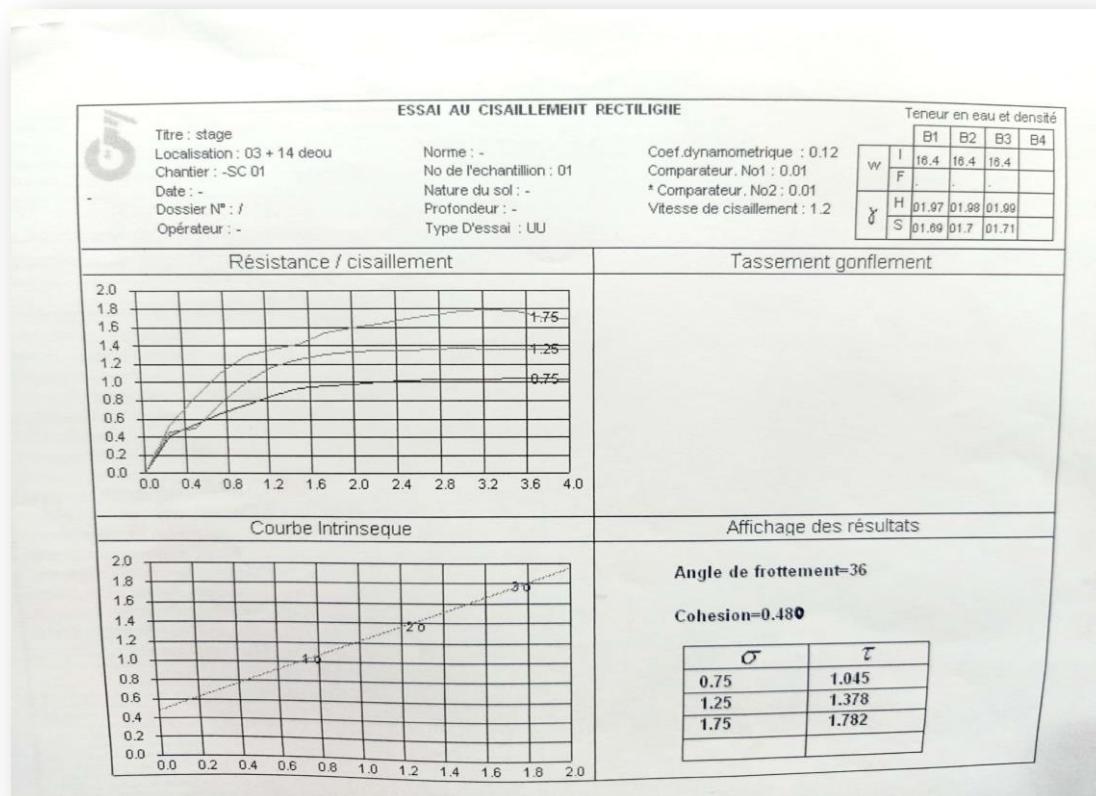 ESSAI AU CISAILLEMENT RECTILIGNE
Titre : stage
Localisation : 03 + 14 deou
Chantier : -SC 01
Date : -
Dossier N° : /
Opérateur : -
Norme : -
No de l'echantillion : 01
Nature du sol : -
Profondeur : -
Type D'essai : UU
Coef.dynamometrique : 0.12
Comparateur. No1 : 0.01
* Comparateur. No2 : 0.01
Vitesse de cisaillement : 1.2
Teneur en eau et densité
B1 B2 B3 B4
W I 16.4 16.4 16.4
F . . .
γ H 01.97 01.98 01.99
S 01.69 01.7 01.71
Résistance / cisaillement
2.0
1.8
1.6
1.4
1.2
1.0
0.8
0.6
0.4
0.2
0.0
1.75
1.25
0.75
0.0 0.4 0.8 1.2 1.6 2.0 2.4 2.8 3.2 3.6 4.0
Tassement gonflement
Courbe Intrinseque
2.0
1.8
1.6
1.4
1.2
1.0
0.8
0.6
0.4
0.2
0.0
3 o
2 o
1 o
0.0 0.2 0.4 0.6 0.8 1.0 1.2 1.4 1.6 1.8 2.0
Affichage des résultats
Angle de frottement=36
Cohesion=0.480
σ τ
0.75 1.045
1.25 1.378
1.75 1.782